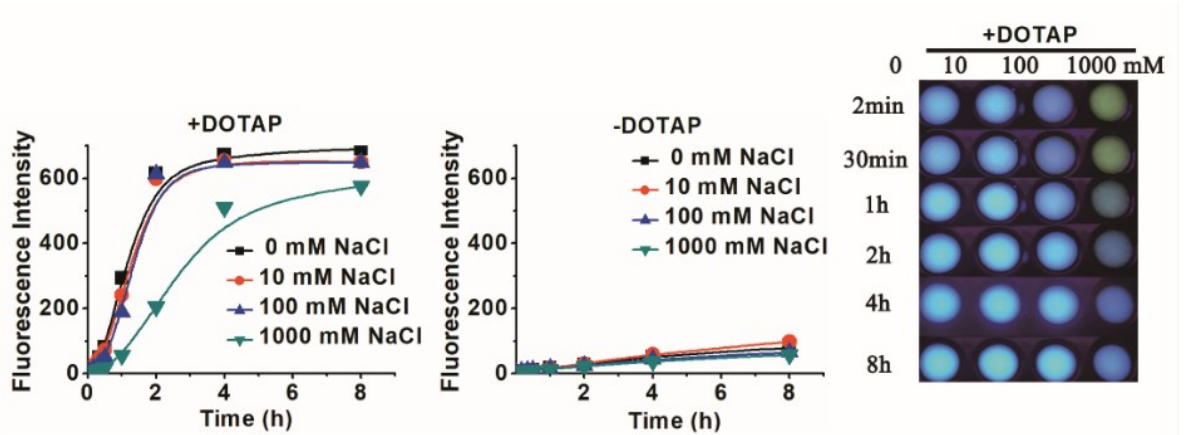 +DOTAP
Fluorescence Intensity
600
400
200
0
0 mM NaCl
10 mM NaCl
100 mM NaCl
1000 mM NaCl
0 2 4 6 8
Time (h)
-DOTAP
Fluorescence Intensity
600
400
200
0
0 mM NaCl
10 mM NaCl
100 mM NaCl
1000 mM NaCl
2 4 6 8
Time (h)
+DOTAP
0 10 100 1000 mM
2min
30min
1h
2h
4h
8h